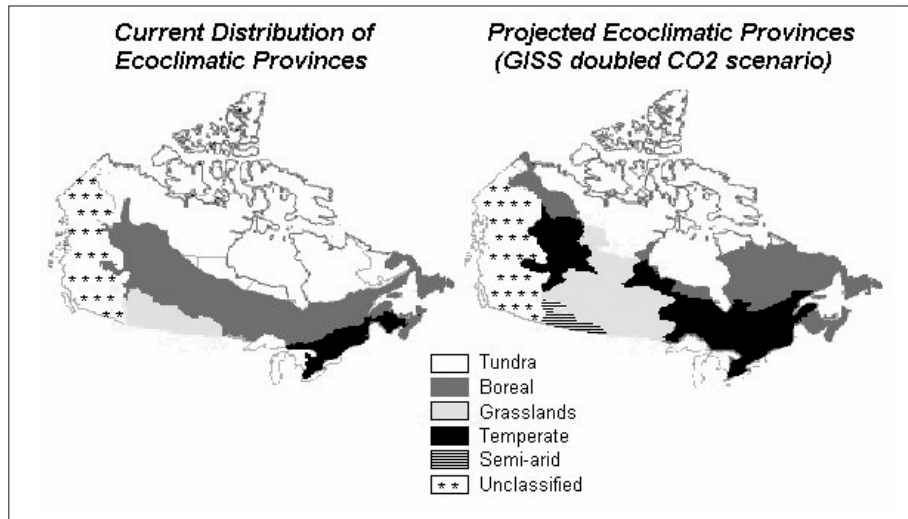 Current Distribution of
Ecoclimatic Provinces
Projected Ecoclimatic Provinces
(GISS doubled CO2 scenario)
Tundra
Boreal
Grasslands
Temperate
Semi-arid
Unclassified